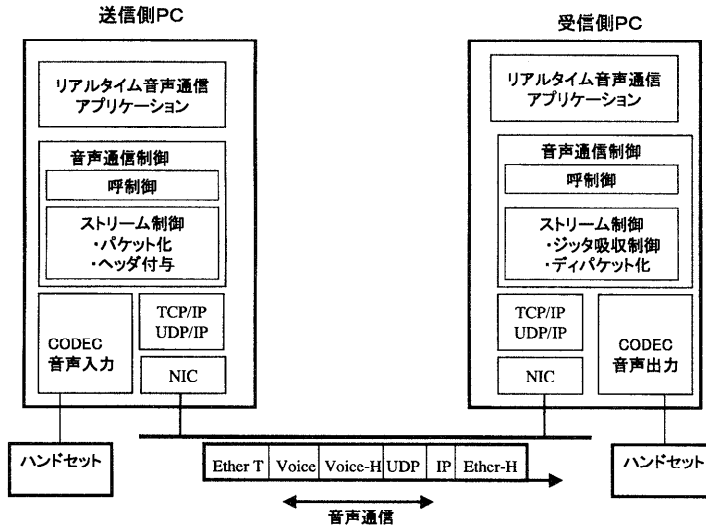 送信側PC
リアルタイム音声通信
アプリケーション
音声通信制御
呼制御
ストリーム制御
・パケット化
・ヘッダ付与
CODEC
音声入力
TCP/IP
UDP/IP
NIC
ハンドセット
受信側PC
リアルタイム音声通信
アプリケーション
音声通信制御
呼制御
ストリーム制御
・ジッタ吸収制御
・ディパケット化
TCP/IP
UDP/IP
NIC
CODEC
音声出力
ハンドセット
Ether T Voice Voice-H UDP IP Ether-H
音声通信